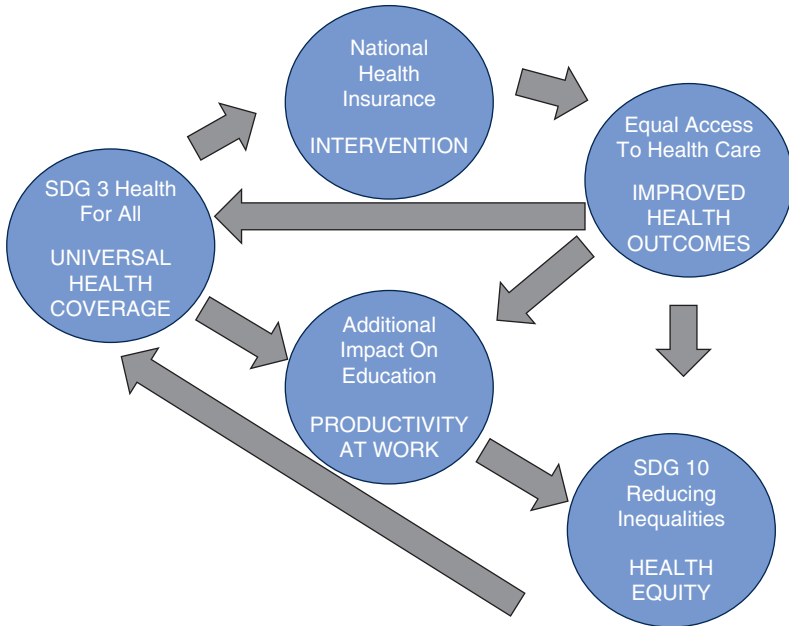 National
Health
Insurance
INTERVENTION
Equal Access
To Health Care
IMPROVED
HEALTH
OUTCOMES
SDG 3 Health
For All
UNIVERSAL
HEALTH
COVERAGE
Additional
Impact On
Education
PRODUCTIVITY
AT WORK
SDG 10
Reducing
Inequalities
HEALTH
EQUITY